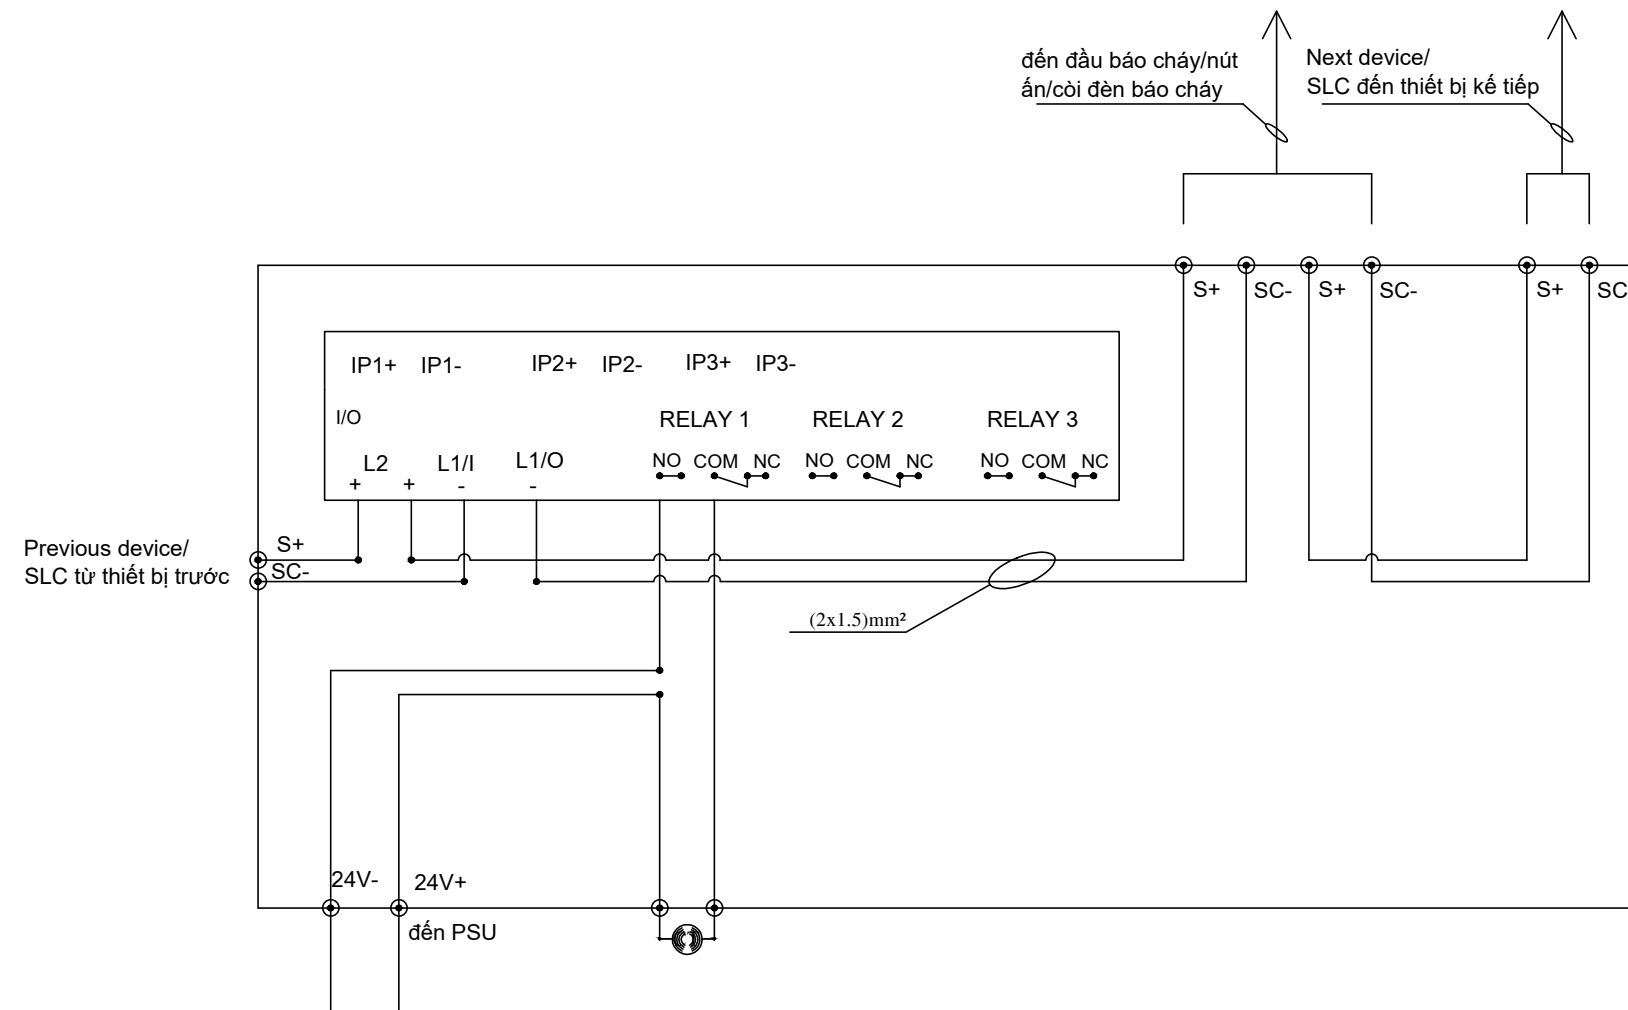 đến đầu báo cháy/nút
ấn/còi đèn báo cháy
Next device/
SLC đến thiết bị kế tiếp
S+ SC- S+ SC- S+ SC
IP1+ IP1- IP2+ IP2- IP3+ IP3-
I/O RELAY 1 RELAY 2 RELAY 3
L2 L1/I L1/O NO COM NC NO COM NC NO COM NC
+ + - -
S+
Previous device/
SC-
SLC từ thiết bị trước
(2x1.5)mm²
24V- 24V+
đến PSU